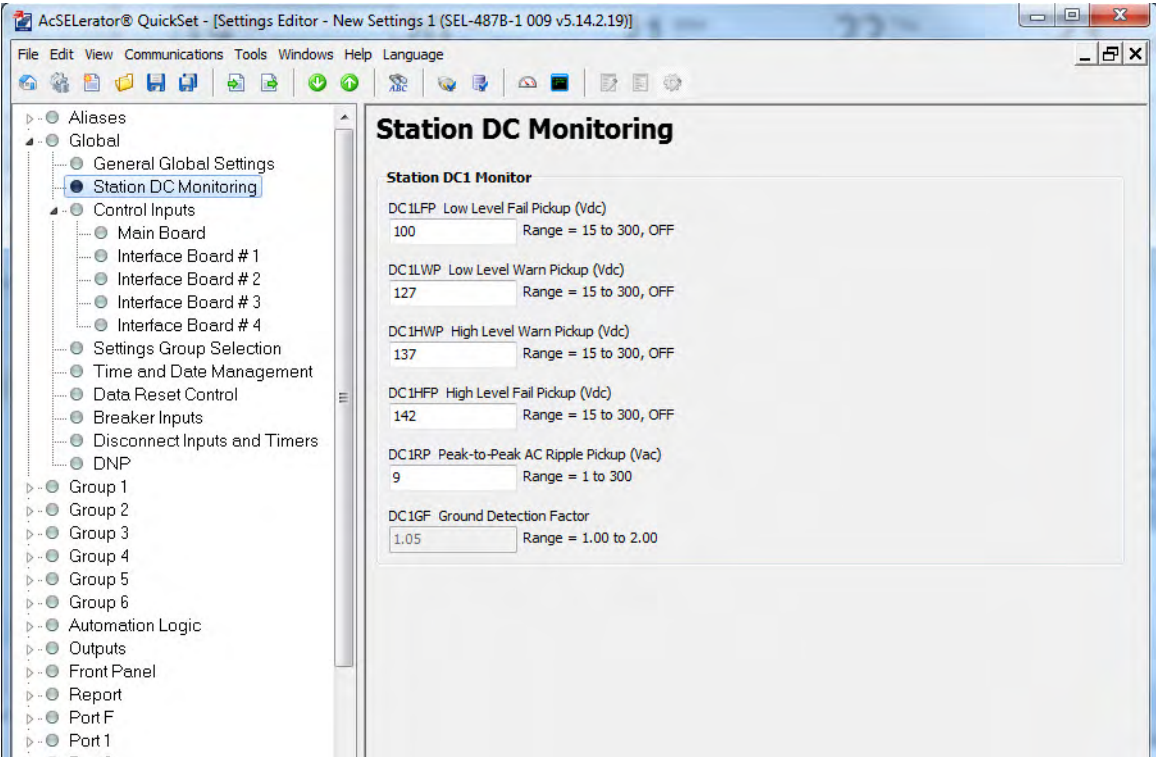 AcSELerator® QuickSet - [Settings Editor - New Settings 1 (SEL-487B-1 009 v5.14.2.19)]
File Edit View Communications Tools Windows Help Language
Aliases
Global
General Global Settings
Station DC Monitoring
Control Inputs
Main Board
Interface Board # 1
Interface Board # 2
Interface Board # 3
Interface Board # 4
Settings Group Selection
Time and Date Management
Data Reset Control
Breaker Inputs
Disconnect Inputs and Timers
DNP
Group 1
Group 2
Group 3
Group 4
Group 5
Group 6
Automation Logic
Outputs
Front Panel
Report
Port F
Port 1
Station DC Monitoring
Station DC1 Monitor
DC1LFP Low Level Fail Pickup (Vdc)
100 Range = 15 to 300, OFF
DC1LWP Low Level Warn Pickup (Vdc)
127 Range = 15 to 300, OFF
DC1HWP High Level Warn Pickup (Vdc)
137 Range = 15 to 300, OFF
DC1HFP High Level Fail Pickup (Vdc)
142 Range = 15 to 300, OFF
DC1RP Peak-to-Peak AC Ripple Pickup (Vac)
9 Range = 1 to 300
DC1GF Ground Detection Factor
1.05 Range = 1.00 to 2.00